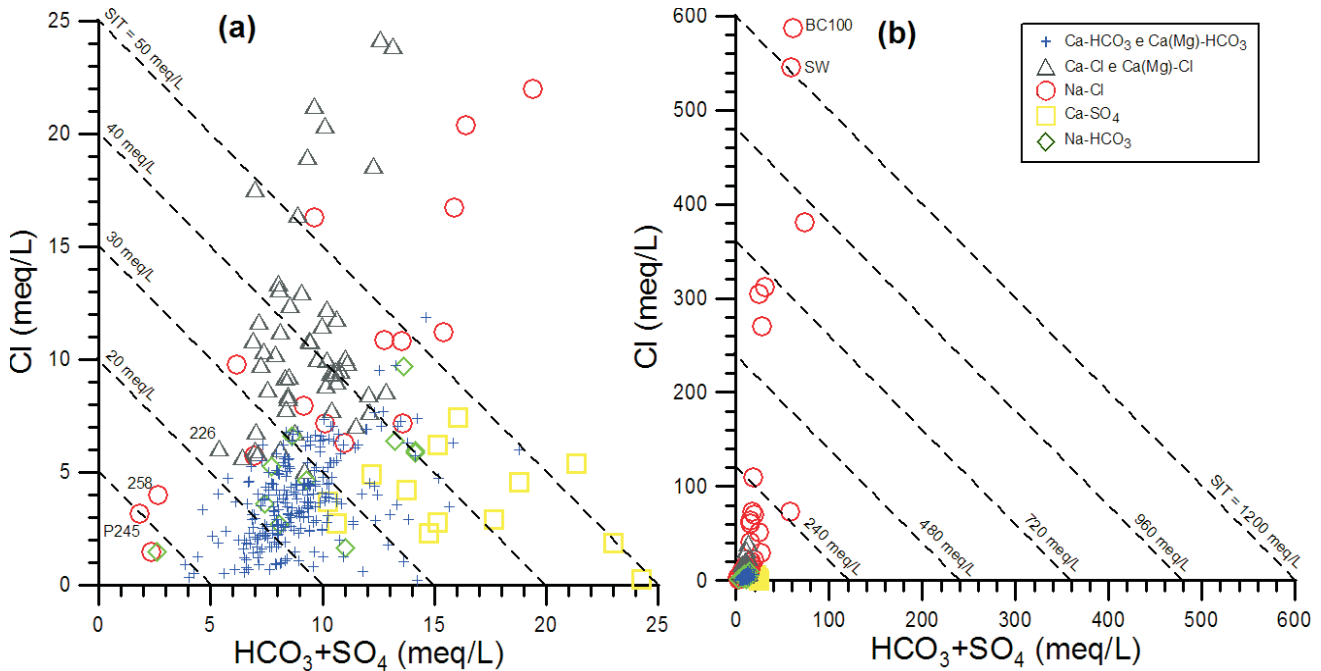 (a)
25
20
15
10
5
0
Cl (meq/L)
SIT = 50 meq/L
40 meq/L
30 meq/L
20 meq/L
226
258
P245
0
5
10
15
20
25
HCO3+SO4 (meq/L)
(b)
600
500
400
300
200
100
0
Cl (meq/L)
BC100
SW
Ca-HCO3 e Ca(Mg)-HCO3
Ca-Cl e Ca(Mg)-Cl
Na-Cl
Ca-SO4
Na-HCO3
240 meq/L
480 meq/L
720 meq/L
960 meq/L
SIT = 1200 meq/L
0
100
200
300
400
500
600
HCO3+SO4 (meq/L)